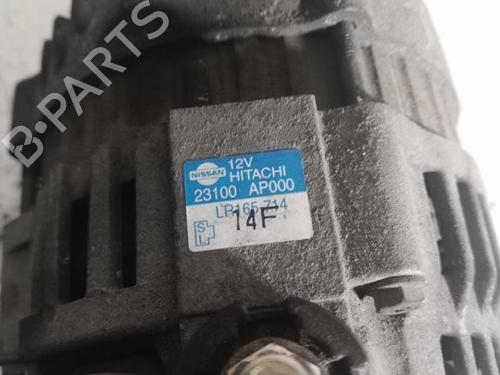 B-PARTS
12V
NISSAN HITACHI
23100 AP000
LR165-714
14F
S
L